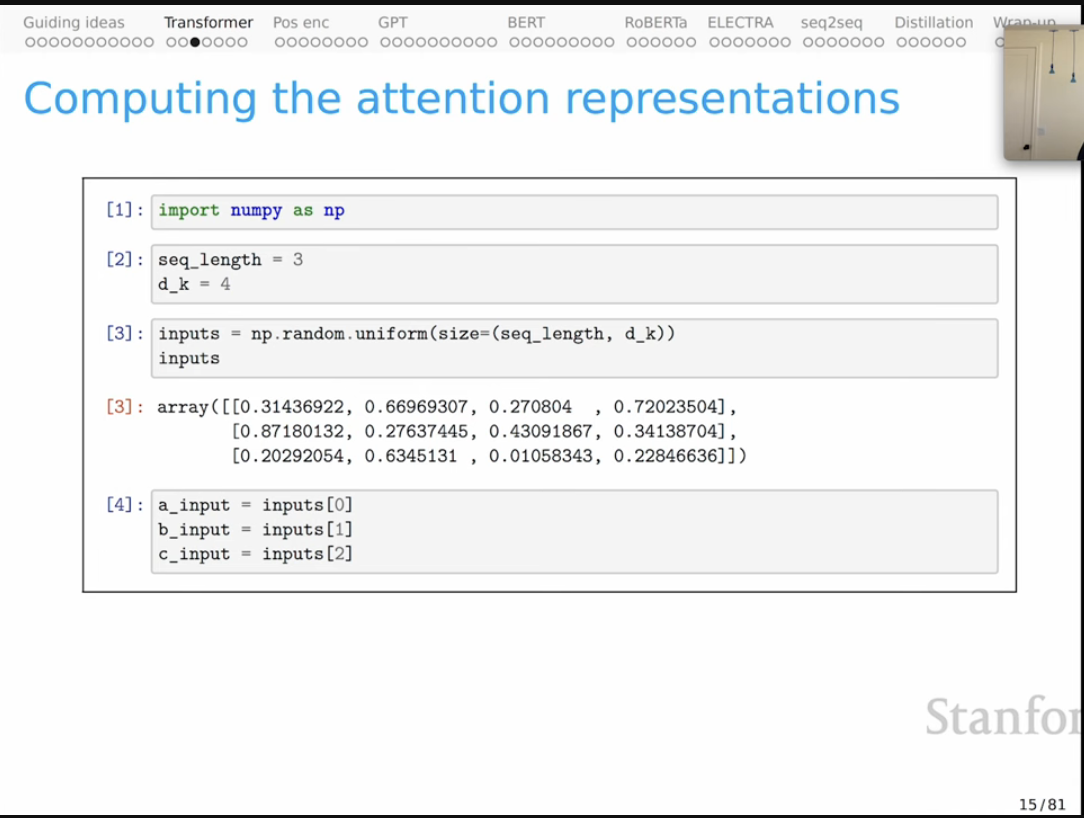 Guiding ideas Transformer Pos enc GPT BERT RoBERTa ELECTRA seq2seq Distillation Wrap-up
Computing the attention representations
[1]: import numpy as np
[2]: seq_length = 3
d_k = 4
[3]: inputs = np.random.uniform(size=(seq_length, d_k))
inputs
[3]: array([[0.31436922, 0.66969307, 0.270804  , 0.72023504],
[0.87180132, 0.27637445, 0.43091867, 0.34138704],
[0.20292054, 0.6345131 , 0.01058343, 0.22846636]])
[4]: a_input = inputs[0]
b_input = inputs[1]
c_input = inputs[2]
Stanfor
15/81